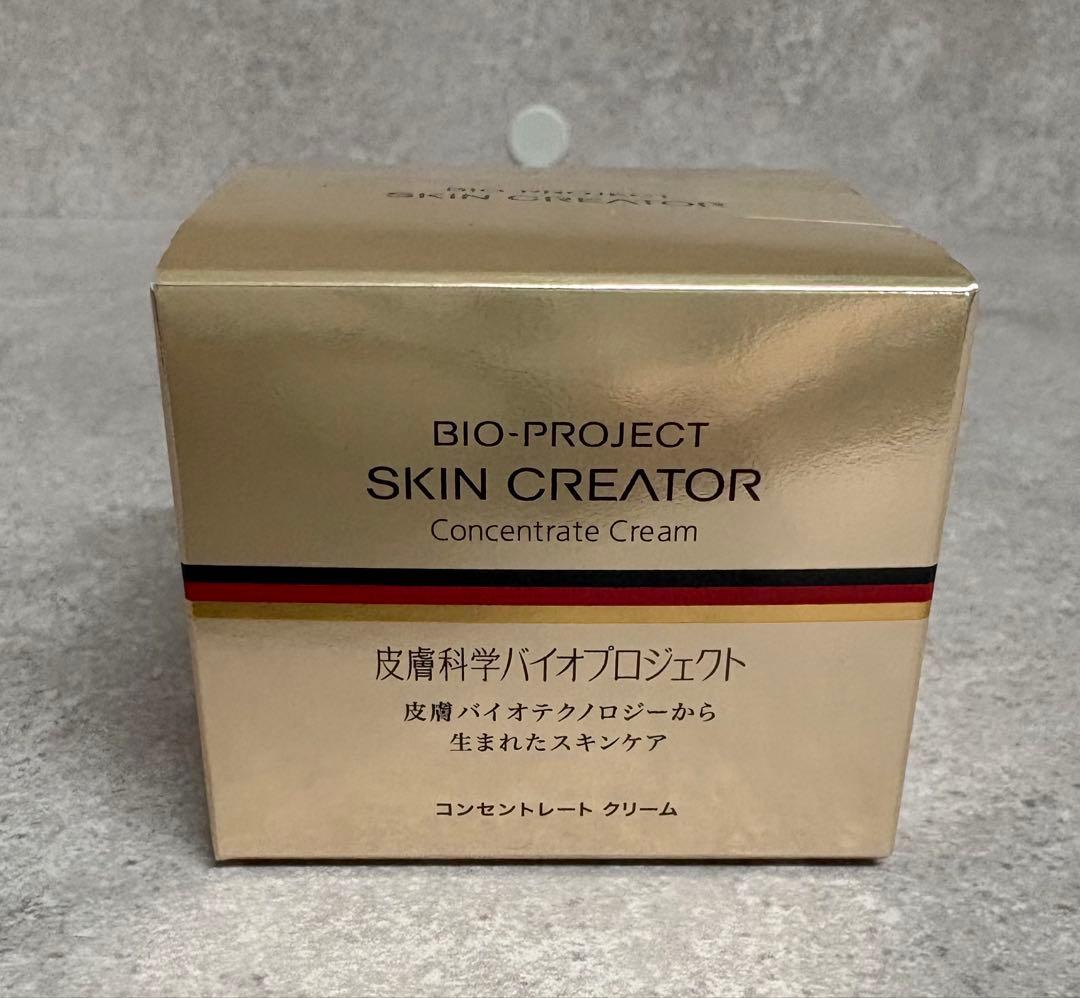 BIO-PROJECT
SKIN CREATOR
BIO-PROJECT
SKIN CREATOR
Concentrate Cream
皮膚科学バイオプロジェクト
皮膚バイオテクノロジーから
生まれたスキンケア
コンセントレート クリーム